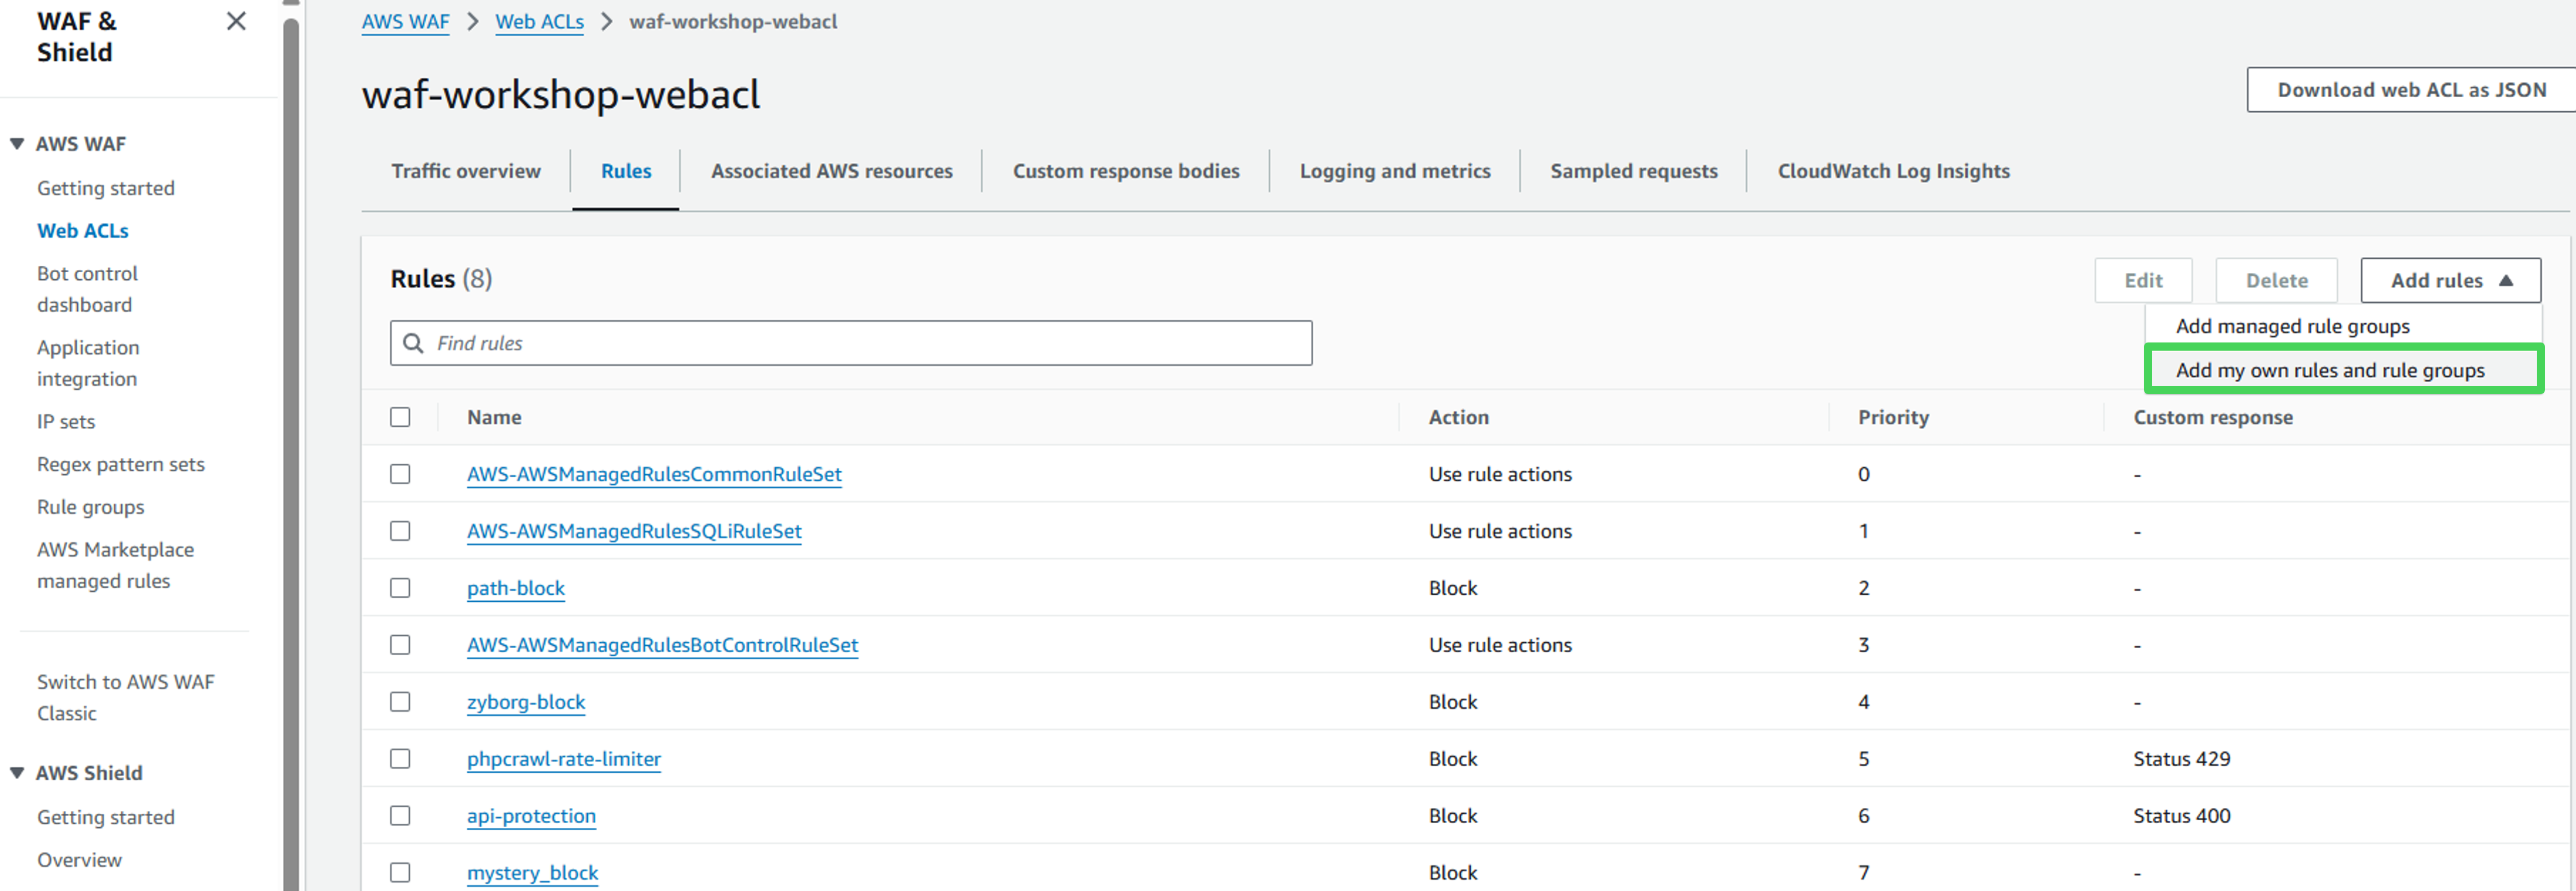 WAF &
Shield
AWS WAF
Getting started
Web ACLs
Bot control
dashboard
Application
integration
IP sets
Regex pattern sets
Rule groups
AWS Marketplace
managed rules
Switch to AWS WAF
Classic
AWS Shield
Getting started
Overview
AWS WAF > Web ACLs > waf-workshop-webacl
waf-workshop-webacl
Download web ACL as JSON
Traffic overview Rules Associated AWS resources Custom response bodies Logging and metrics Sampled requests CloudWatch Log Insights
Rules (8)
Edit Delete Add rules
Add managed rule groups
Add my own rules and rule groups
Find rules
Name Action Priority Custom response
AWS-AWSManagedRulesCommonRuleSet Use rule actions 0 -
AWS-AWSManagedRulesSQLiRuleSet Use rule actions 1 -
path-block Block 2 -
AWS-AWSManagedRulesBotControlRuleSet Use rule actions 3 -
zyborg-block Block 4 -
phpcrawl-rate-limiter Block 5 Status 429
api-protection Block 6 Status 400
mystery_block Block 7 -